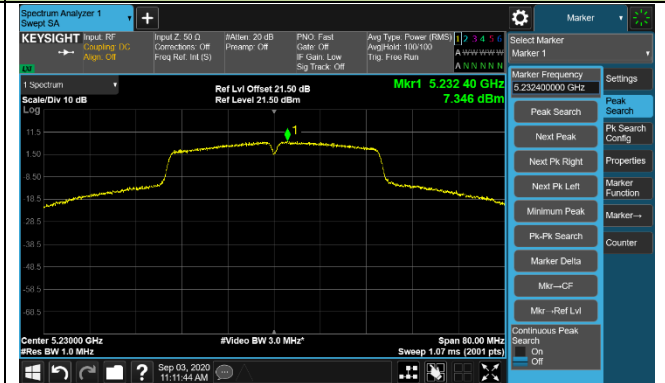 Spectrum Analyzer 1
Swept SA
Marker
KEYSIGHT
Input: RF
Coupling: DC
Align: Off
Input Z: 50 Ω
Corrections: Off
Freq Ref: Int (S)
#Atten: 20 dB
Preamp: Off
PNO: Fast
Gate: Off
IF Gain: Low
Sig Track: Off
Avg Type: Power (RMS)
Avg|Hold: 100/100
Trig: Free Run
1 2 3 4 5 6
A W W W W W
A N N N N N
Select Marker
Marker 1
1 Spectrum
Scale/Div 10 dB
Log
Ref Lvl Offset 21.50 dB
Ref Level 21.50 dBm
Mkr1 5.232 40 GHz
7.346 dBm
11.5
1.50
-8.50
-18.5
-28.5
-38.5
-48.5
-58.5
-68.5
1
Center 5.23000 GHz
#Res BW 1.0 MHz
#Video BW 3.0 MHz*
Span 80.00 MHz
Sweep 1.07 ms (2001 pts)
Marker Frequency
5.232400000 GHz
Peak Search
Next Peak
Next Pk Right
Next Pk Left
Minimum Peak
Pk-Pk Search
Marker Delta
Mkr→CF
Mkr→Ref Lvl
Continuous Peak
Search
On
Off
Settings
Peak
Search
Pk Search
Config
Properties
Marker
Function
Marker→
Counter
?
Sep 03, 2020
11:11:44 AM